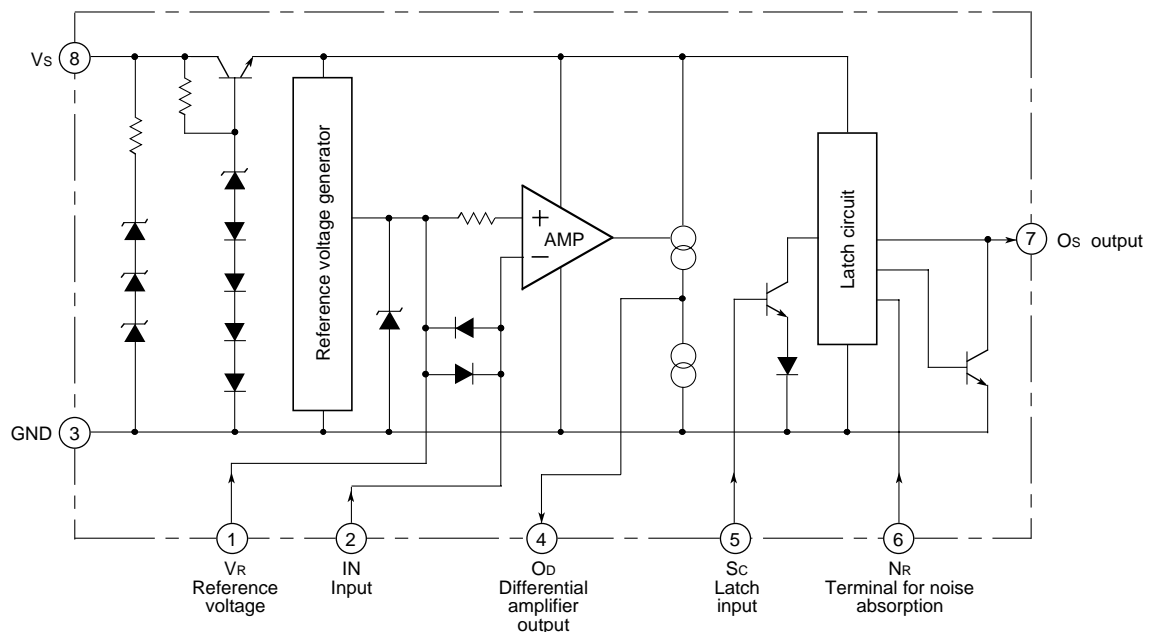 Vs
8
GND
3
Reference voltage generator
+
AMP
−
Latch circuit
7
Os output
1
VR
Reference
voltage
2
IN
Input
4
OD
Differential
amplifier
output
5
Sc
Latch
input
6
NR
Terminal for noise
absorption